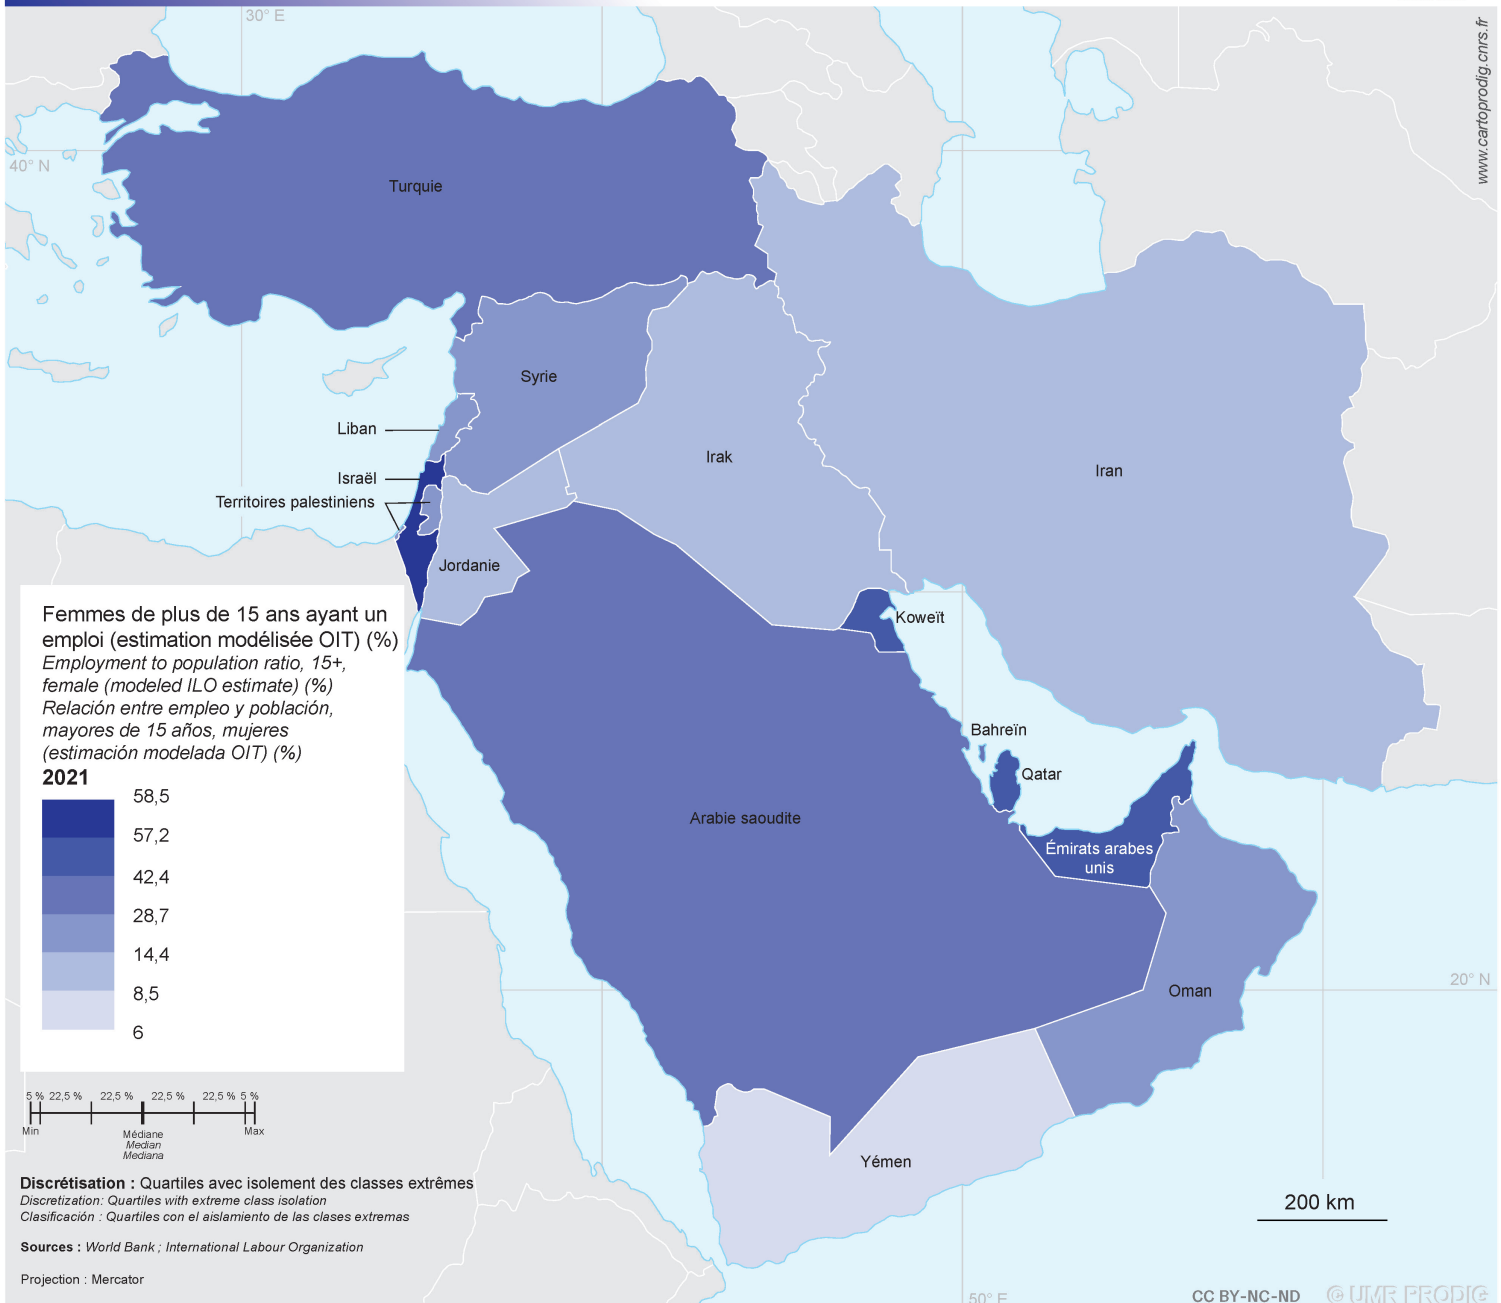 30° E
www.cartoprodig.cnrs.fr
40° N
Turquie
Syrie
Liban
Irak
Iran
Israël
Territoires palestiniens
Jordanie
Koweït
Bahreïn
Qatar
Arabie saoudite
Émirats arabes
unis
Oman
20° N
Yémen
Femmes de plus de 15 ans ayant un
emploi (estimation modélisée OIT) (%)
Employment to population ratio, 15+,
female (modeled ILO estimate) (%)
Relación entre empleo y población,
mayores de 15 años, mujeres
(estimación modelada OIT) (%)
2021
58,5
57,2
42,4
28,7
14,4
8,5
6
5 % 22,5 % 22,5 % 22,5 % 22,5 % 5 %
Min Médiane Max
Median
Mediana
Discrétisation : Quartiles avec isolement des classes extrêmes
Discretization: Quartiles with extreme class isolation
Clasificación : Quartiles con el aislamiento de las clases extremas
Sources : World Bank ; International Labour Organization
Projection : Mercator
200 km
50° E
CC BY-NC-ND © UMR PRODIG